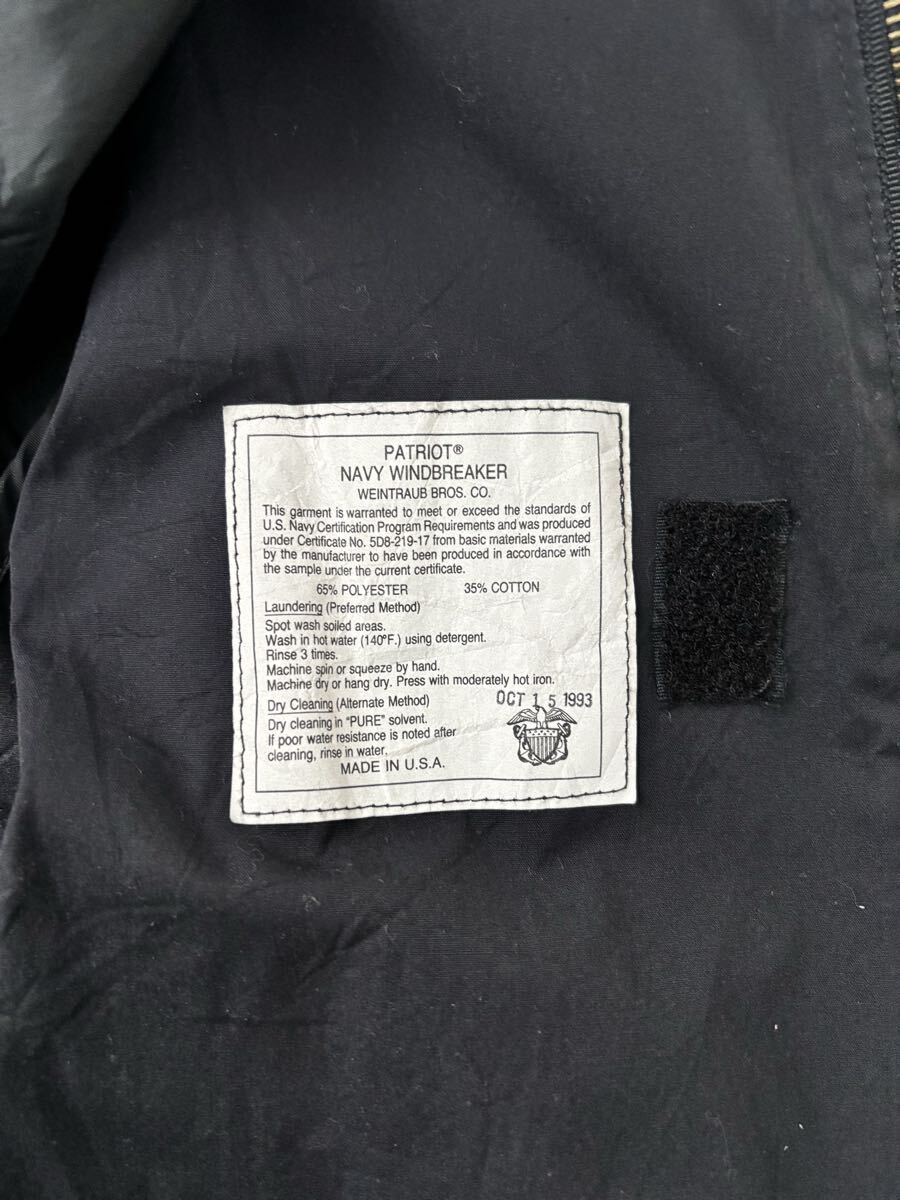 PATRIOT®
NAVY WINDBREAKER
WEINTRAUB BROS. CO.
This garment is warranted to meet or exceed the standards of
U.S. Navy Certification Program Requirements and was produced
under Certificate No. 5D8-219-17 from basic materials warranted
by the manufacturer to have been produced in accordance with
the sample under the current certificate.
65% POLYESTER 35% COTTON
Laundering (Preferred Method)
Spot wash soiled areas.
Wash in hot water (140°F.) using detergent.
Rinse 3 times.
Machine spin or squeeze by hand.
Machine dry or hang dry. Press with moderately hot iron.
Dry Cleaning (Alternate Method) OCT 15 1993
Dry cleaning in "PURE" solvent.
If poor water resistance is noted after
cleaning, rinse in water.
MADE IN U.S.A.